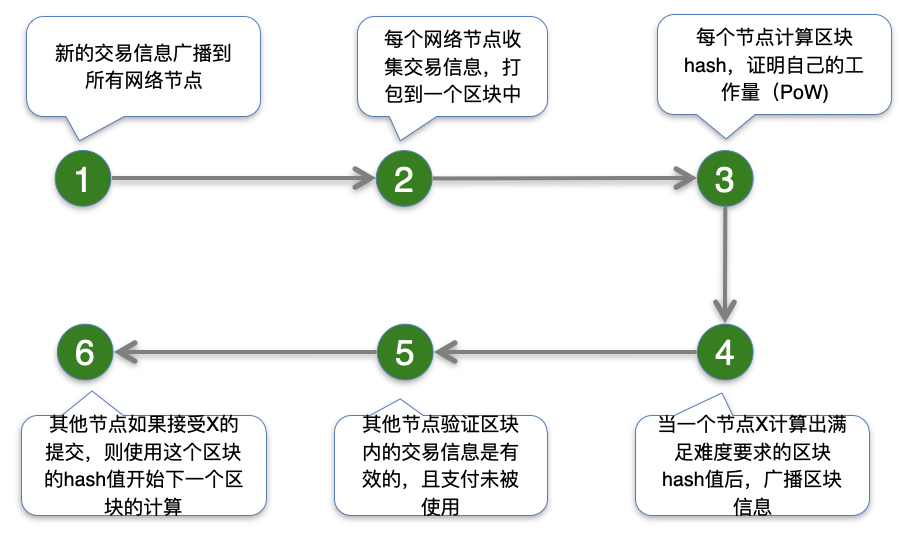 新的交易信息广播到
所有网络节点
每个网络节点收
集交易信息，打
包到一个区块中
每个节点计算区块
hash，证明自己的工
作量（PoW)
1
2
3
6
5
4
其他节点如果接受X的
提交，则使用这个区块
的hash值开始下一个区
块的计算
其他节点验证区块
内的交易信息是有
效的，且支付未被
使用
当一个节点X计算出满
足难度要求的区块
hash值后，广播区块
信息